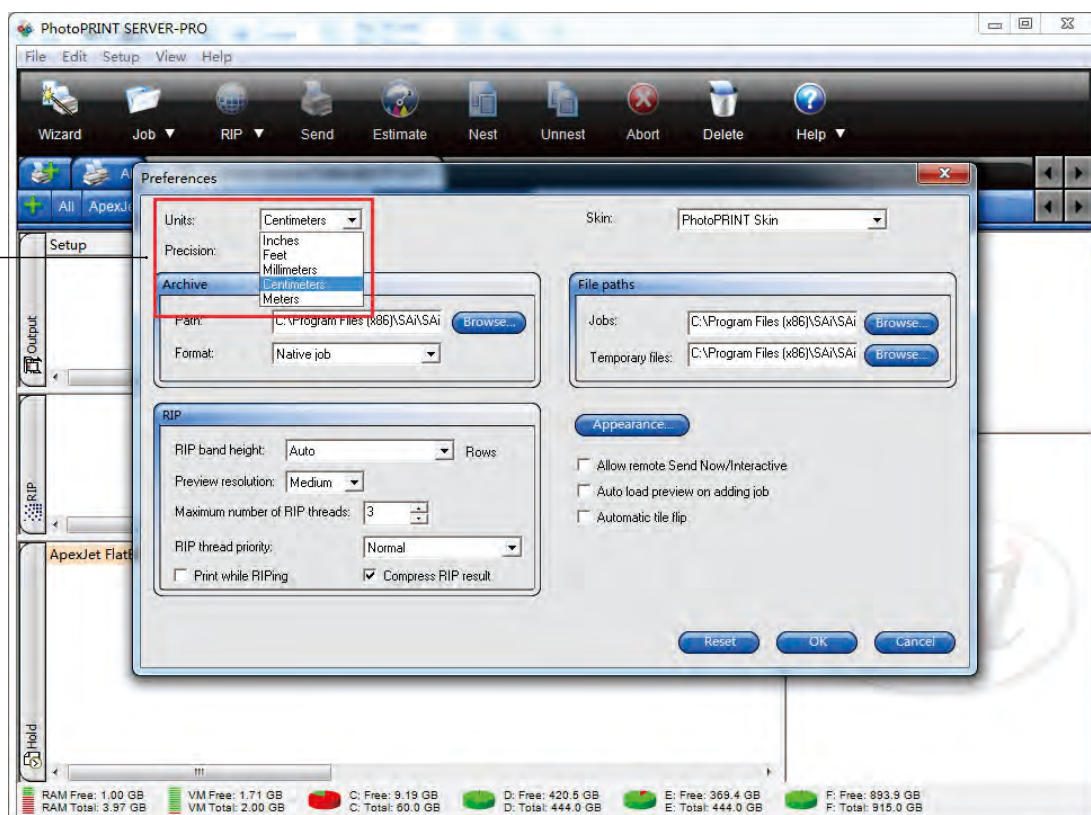 PhotoPRINT SERVER-PRO
File Edit Setup View Help
Wizard Job RIP Send Estimate Nest Unnest Abort Delete Help
All ApexJe
Preferences
Units: Centimeters
Inches
Feet
Millimeters
Centimeters
Meters
Precision:
Skin: PhotoPRINT Skin
Archive
Path: C:\Program Files (x86)\SAi\SAi Browse...
Format: Native job
File paths
Jobs: C:\Program Files (x86)\SAi\SAi Browse...
Temporary files: C:\Program Files (x86)\SAi\SAi Browse...
RIP
RIP band height: Auto Rows
Preview resolution: Medium
Maximum number of RIP threads: 3
RIP thread priority: Normal
Print while RIPing Compress RIP result
Appearance...
Allow remote Send Now/Interactive
Auto load preview on adding job
Automatic tile flip
Reset OK Cancel
Setup
Output
RIP
ApexJet FlatB
Hold
RAM Free: 1.00 GB VM Free: 1.71 GB C: Free: 9.19 GB D: Free: 420.5 GB E: Free: 369.4 GB F: Free: 893.9 GB
RAM Total: 3.97 GB VM Total: 2.00 GB C: Total: 60.0 GB D: Total: 444.0 GB E: Total: 444.0 GB F: Total: 915.0 GB